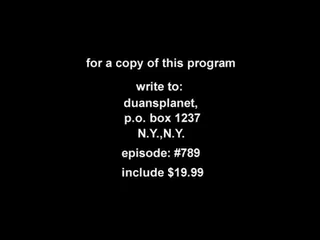 for a copy of this program
write to:
duansplanet,
p.o. box 1237
N.Y.,N.Y.
episode: #789
include $19.99